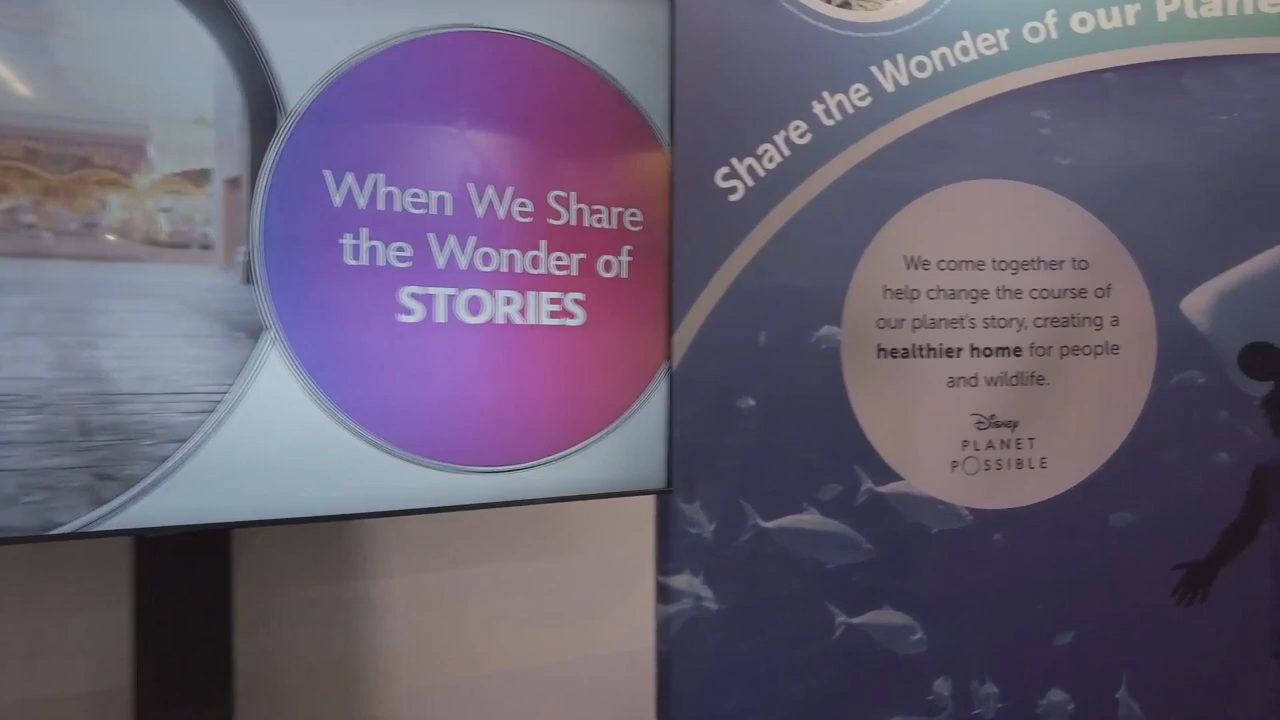 When We Share
the Wonder of
STORIES
Share the Wonder of our Planet
We come together to
help change the course of
our planet's story, creating a
healthier home for people
and wildlife.
Disney
PLANET
POSSIBLE